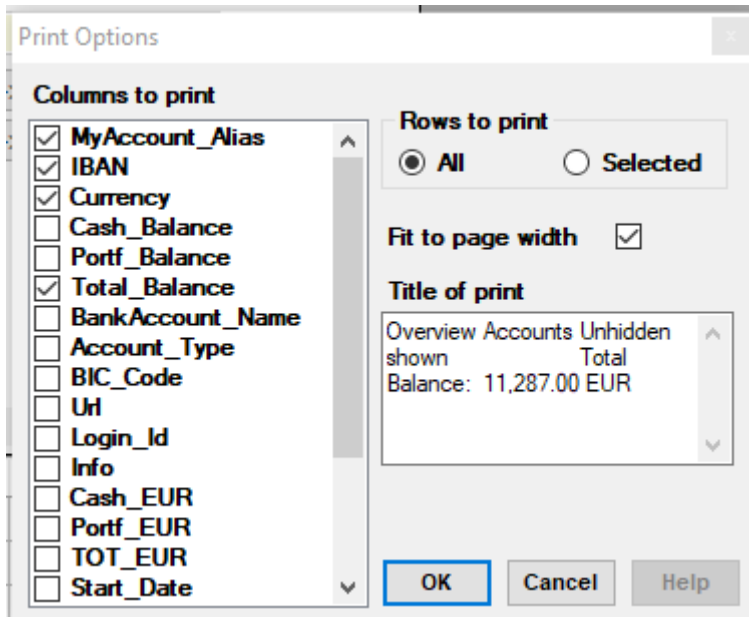 Print Options
Columns to print
MyAccount_Alias
IBAN
Currency
Cash_Balance
Portf_Balance
Total_Balance
BankAccount_Name
Account_Type
BIC_Code
Url
Login_Id
Info
Cash_EUR
Portf_EUR
TOT_EUR
Start_Date
Rows to print
All
Selected
Fit to page width
Title of print
Overview Accounts Unhidden
shown Total
Balance: 11,287.00 EUR
OK
Cancel
Help